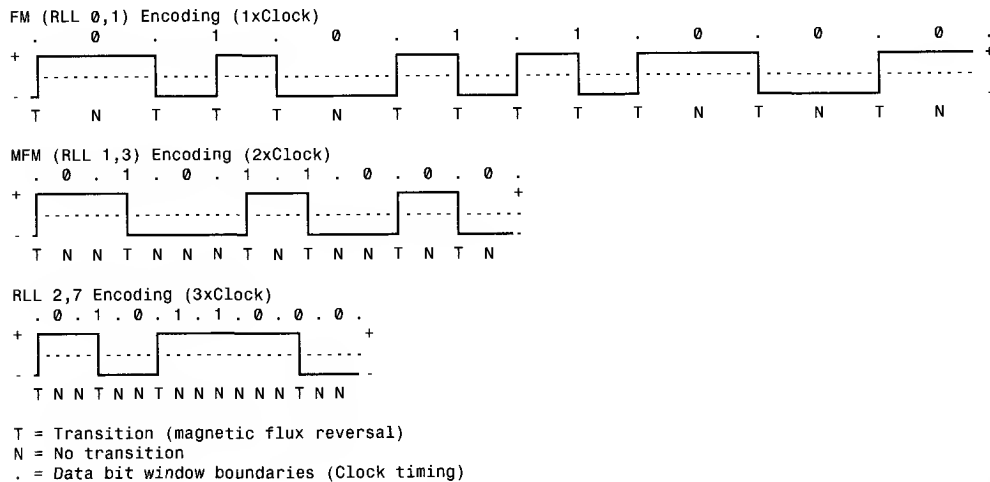 FM (RLL 0,1) Encoding (1xClock)
. 0 . 1 . 0 . 1 . 1 . 0 . 0 . 0 .
+ +
- -
T N T T T N T T T T T N T N T N
MFM (RLL 1,3) Encoding (2xClock)
. 0 . 1 . 0 . 1 . 1 . 0 . 0 . 0 .
+ +
- -
T N N T N N N T N T N N T N T N
RLL 2,7 Encoding (3xClock)
. 0 . 1 . 0 . 1 . 1 . 0 . 0 . 0 .
+ +
- -
T N N T N N T N N N N N N T N N
T = Transition (magnetic flux reversal)
N = No transition
. = Data bit window boundaries (Clock timing)